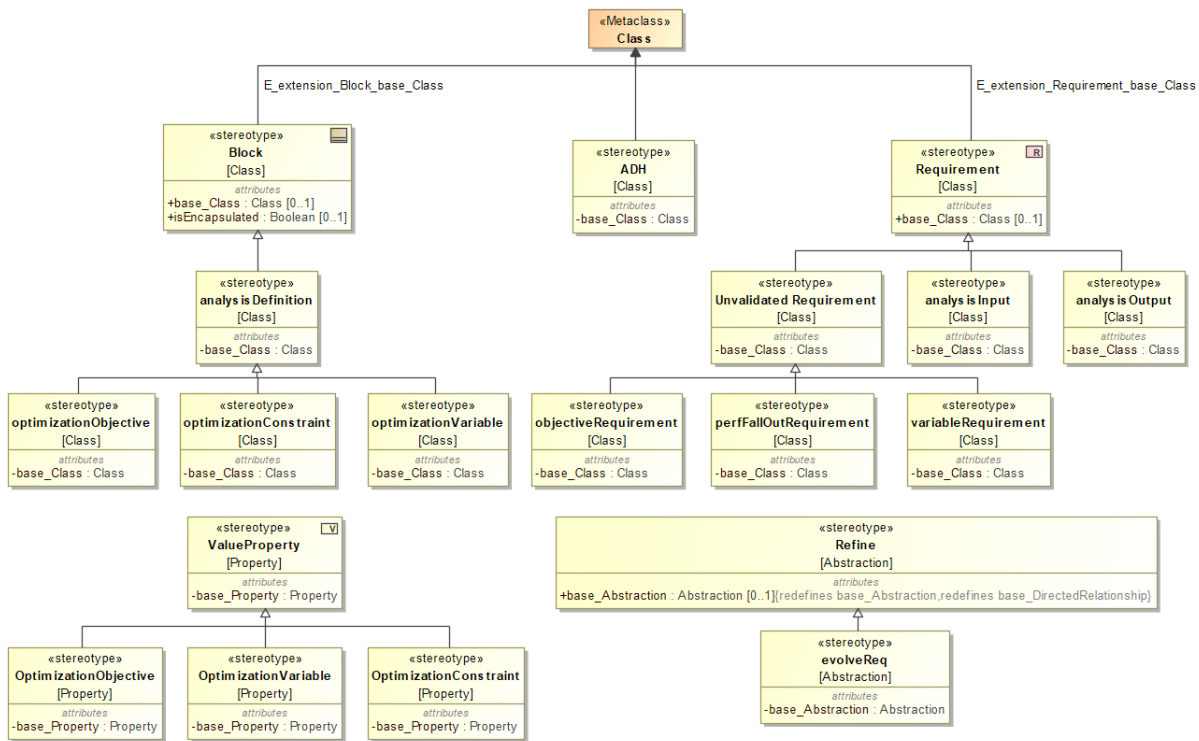 «Metaclass»
Class
E_extension_Block_base_Class
E_extension_Requirement_base_Class
«stereotype»
Block
[Class]
attributes
+base_Class : Class [0..1]
+isEncapsulated : Boolean [0..1]
«stereotype»
ADH
[Class]
attributes
-base_Class : Class
«stereotype»
R
Requirement
[Class]
attributes
+base_Class : Class [0..1]
«stereotype»
analysisDefinition
[Class]
attributes
-base_Class : Class
«stereotype»
Unvalidated Requirement
[Class]
attributes
-base_Class : Class
«stereotype»
analysisInput
[Class]
attributes
-base_Class : Class
«stereotype»
analysisOutput
[Class]
attributes
-base_Class : Class
«stereotype»
optimizationObjective
[Class]
attributes
-base_Class : Class
«stereotype»
optimizationConstraint
[Class]
attributes
-base_Class : Class
«stereotype»
optimizationVariable
[Class]
attributes
-base_Class : Class
«stereotype»
objectiveRequirement
[Class]
attributes
-base_Class : Class
«stereotype»
perfFallOutRequirement
[Class]
attributes
-base_Class : Class
«stereotype»
variableRequirement
[Class]
attributes
-base_Class : Class
«stereotype»
V
ValueProperty
[Property]
attributes
-base_Property : Property
«stereotype»
Refine
[Abstraction]
attributes
+base_Abstraction : Abstraction [0..1]{redefines base_Abstraction,redefines base_DirectedRelationship}
«stereotype»
OptimizationObjective
[Property]
attributes
-base_Property : Property
«stereotype»
OptimizationVariable
[Property]
attributes
-base_Property : Property
«stereotype»
OptimizationConstraint
[Property]
attributes
-base_Property : Property
«stereotype»
evolveReq
[Abstraction]
attributes
-base_Abstraction : Abstraction